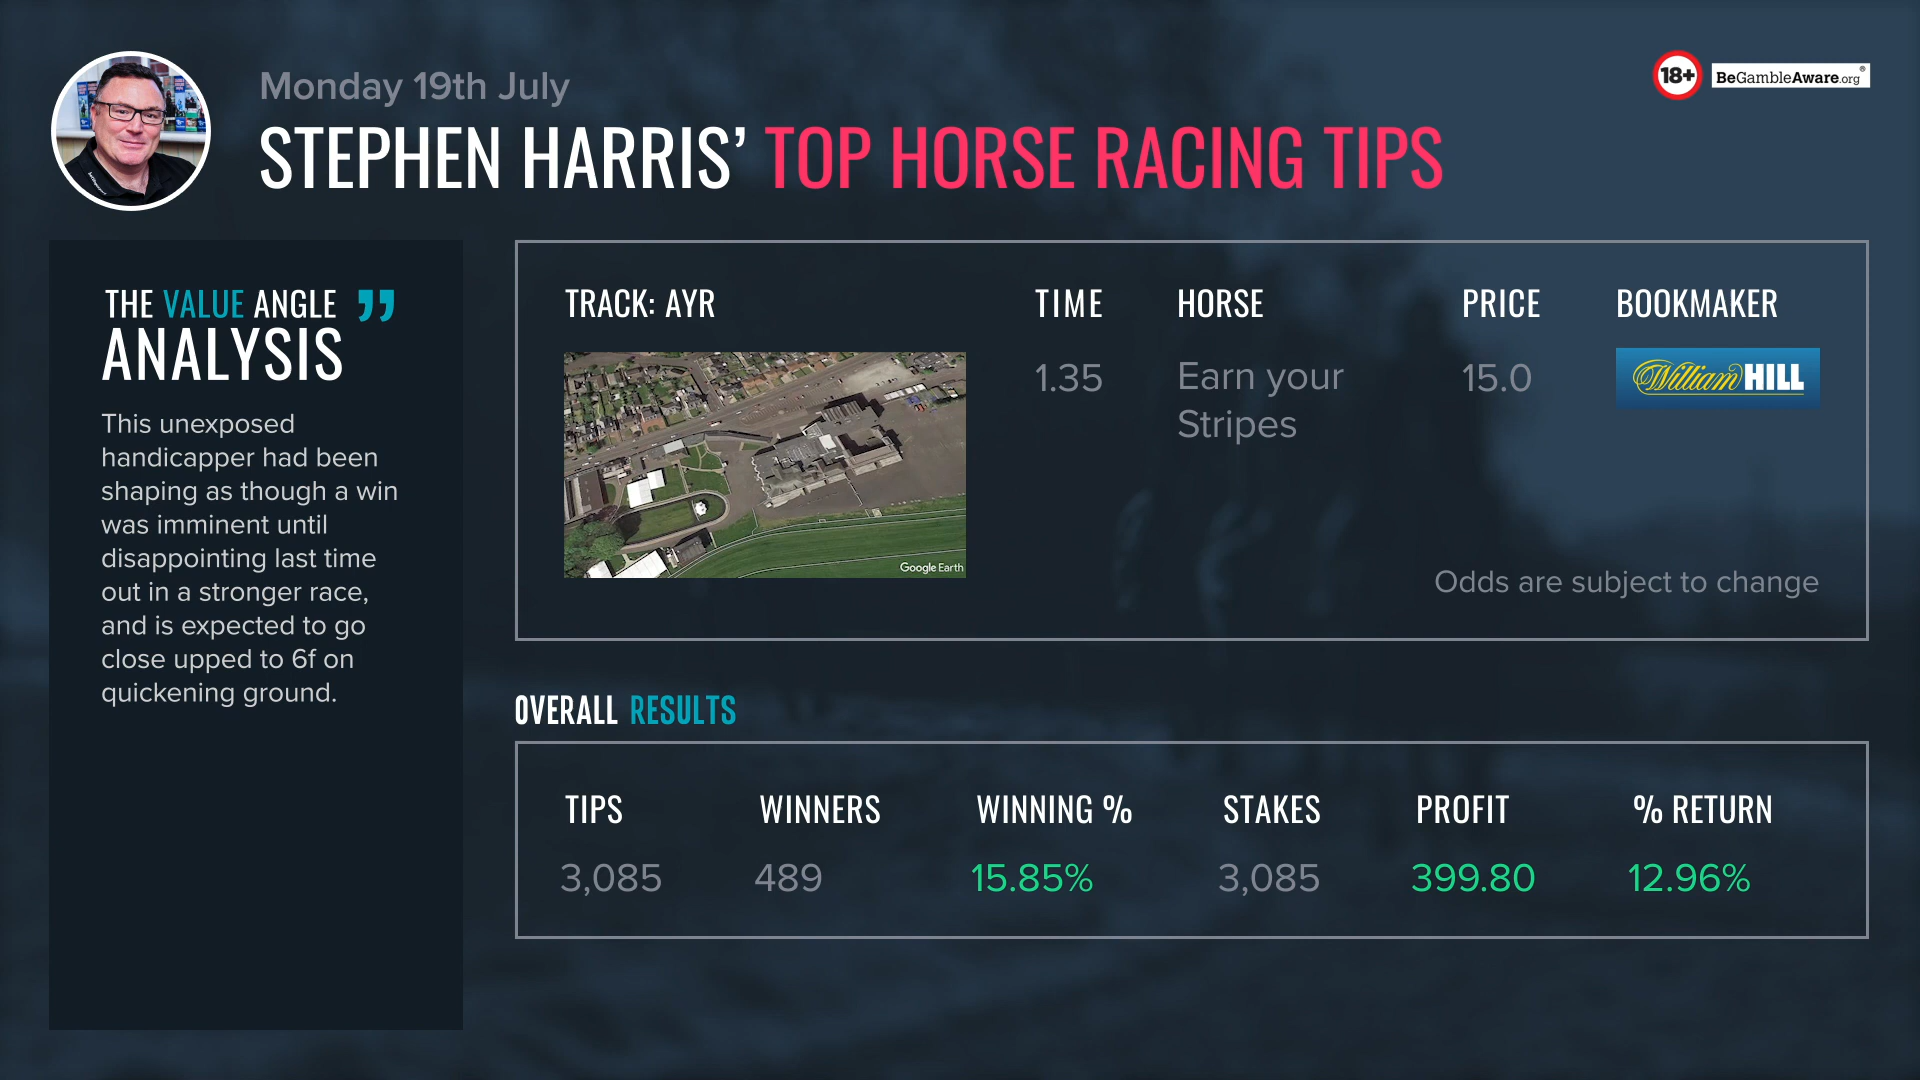 Monday 19th July
STEPHEN HARRIS’ TOP HORSE RACING TIPS
18+
BeGambleAware.org®
THE VALUE ANGLE ”
ANALYSIS
This unexposed
handicapper had been
shaping as though a win
was imminent until
disappointing last time
out in a stronger race,
and is expected to go
close upped to 6f on
quickening ground.
TRACK: AYR
Google Earth
TIME
1.35
HORSE
Earn your
Stripes
PRICE
15.0
BOOKMAKER
William HILL
Odds are subject to change
OVERALL RESULTS
TIPS WINNERS WINNING % STAKES PROFIT % RETURN
3,085 489 15.85% 3,085 399.80 12.96%